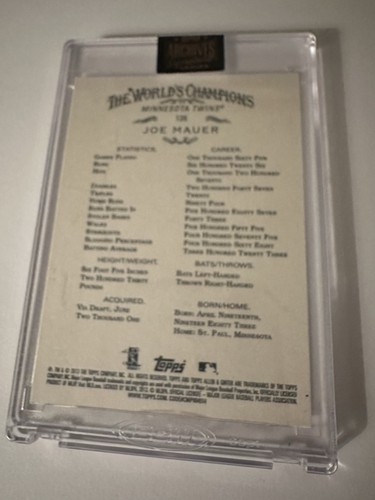 TOPPS
ARCHIVES
THE WORLD'S CHAMPIONS
MINNESOTA TWINS®
JOE MAUER
STATISTICS. CAREER.
Games Played One Thousand Sixty Five
Runs Six Hundred Twenty Six
Hits One Thousand Two Hundred
Seventy
Doubles Two Hundred Forty Seven
Triples Twenty
Home Runs Ninety Four
Runs Batted In Five Hundred Eighty Seven
Stolen Bases Forty Three
Walks Five Hundred Fifty Five
Strikeouts Four Hundred Seventy Five
Slugging Percentage Four Hundred Sixty Eight
Batting Average Three Hundred Twenty Three
HEIGHT/WEIGHT. BATS/THROWS.
Six Foot Five Inches Bats Left-Handed
Two Hundred Thirty Throws Right-Handed
Pounds
ACQUIRED. BORN/HOME.
Via Draft, June Born: April Nineteenth,
Two Thousand One Nineteen Eighty Three
Home: St. Paul, Minnesota
Topps